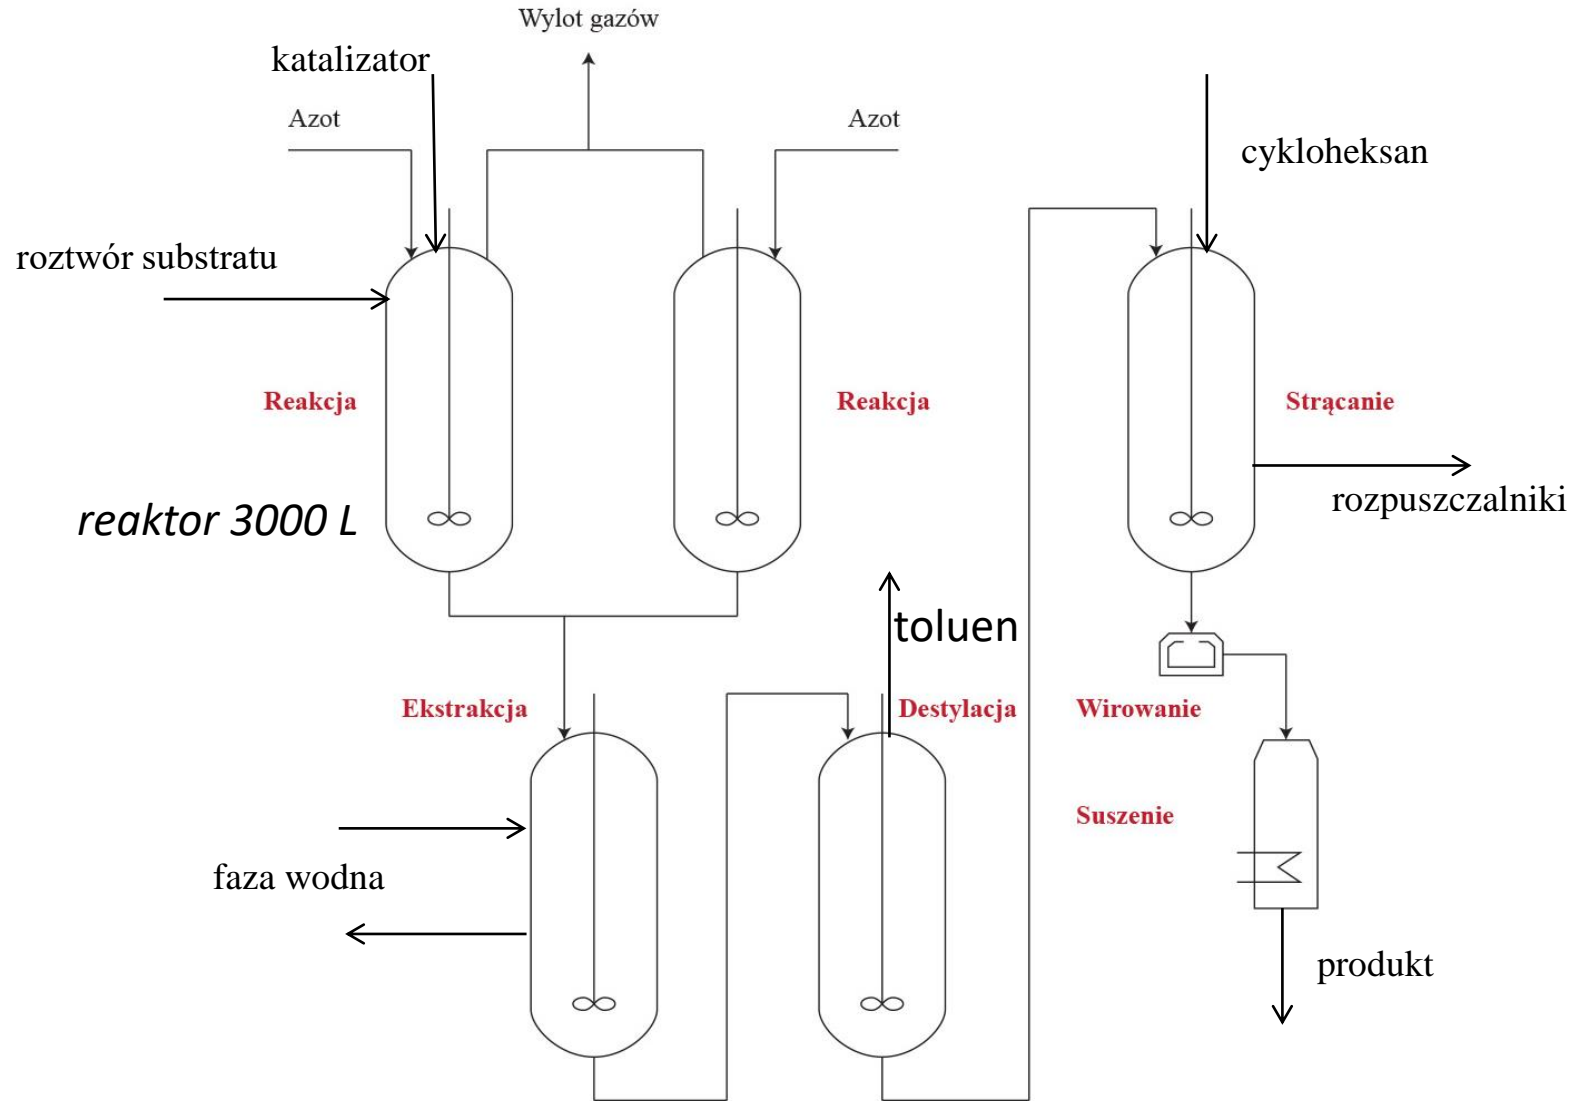 Wylot gazów
katalizator
Azot
Azot
cykloheksan
roztwór substratu
Reakcja
Reakcja
Strącanie
reaktor 3000 L
rozpuszczalniki
toluen
Ekstrakcja
Destylacja
Wirowanie
Suszenie
faza wodna
produkt